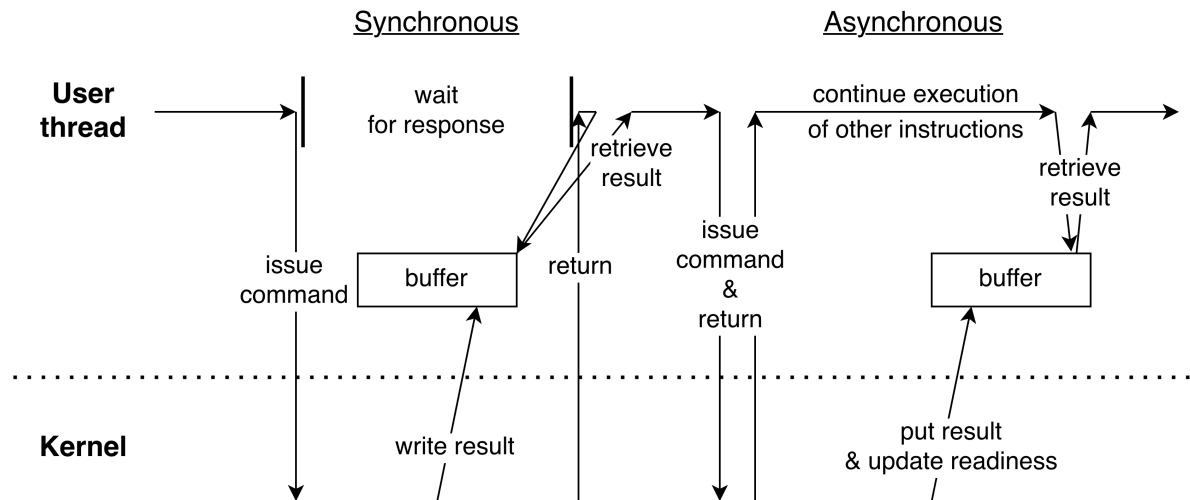 Synchronous
Asynchronous
User
thread
wait
for response
continue execution
of other instructions
retrieve
result
retrieve
result
issue
command
buffer
return
issue
command
&
return
buffer
Kernel
write result
put result
& update readiness